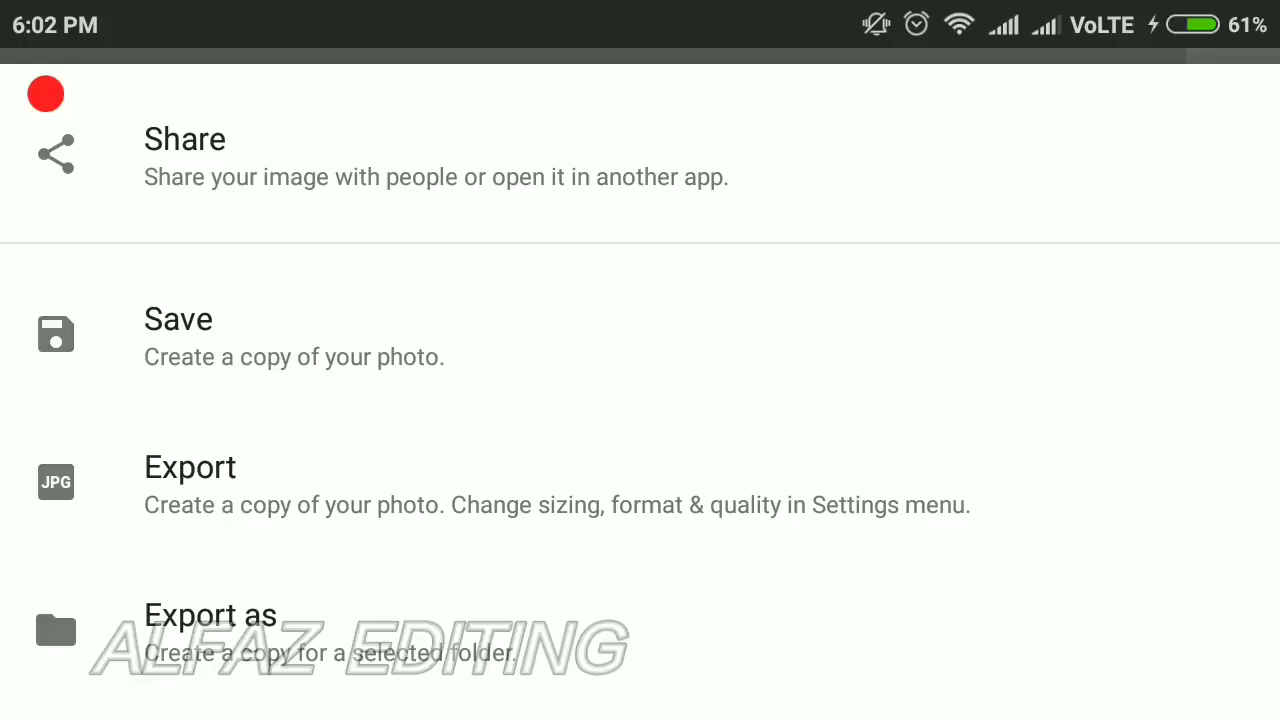 6:02 PM VoLTE 61%
Share
Share your image with people or open it in another app.
Save
Create a copy of your photo.
JPG
Export
Create a copy of your photo. Change sizing, format & quality in Settings menu.
Export as
Create a copy for a selected folder.
ALFAZ EDITING